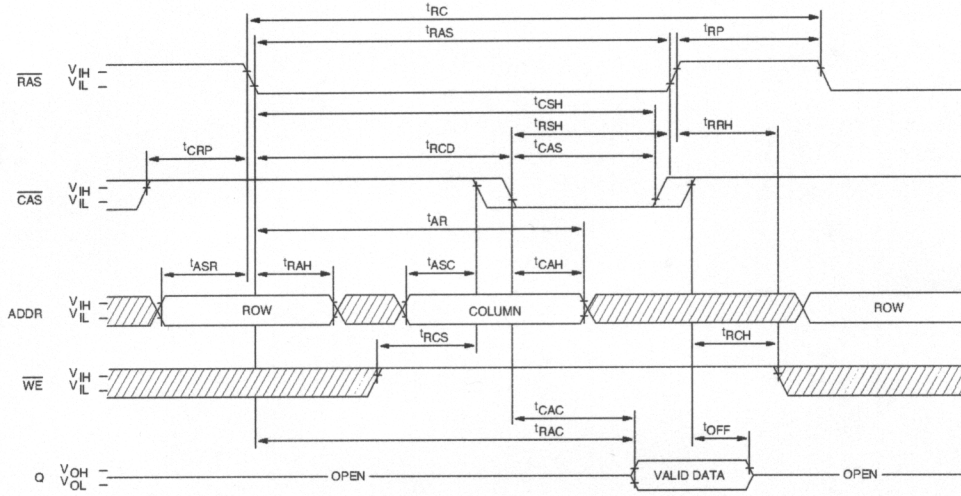 tRC
tRAS
tRP
RAS VIH
VIL
tCSH
tRSH
tRRH
tCRP
tRCD
tCAS
CAS VIH
VIL
tAR
tASR
tRAH
tASC
tCAH
ADDR VIH
VIL
ROW
COLUMN
ROW
tRCS
tRCH
WE VIH
VIL
tCAC
tOFF
tRAC
Q VOH
VOL
OPEN
VALID DATA
OPEN